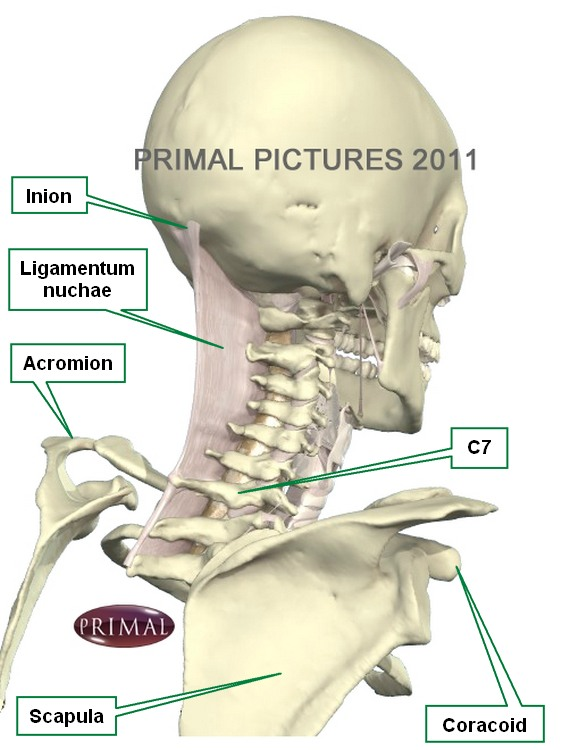 PRIMAL PICTURES 2011
Inion
Ligamentum
nuchae
Acromion
C7
PRIMAL
Scapula
Coracoid